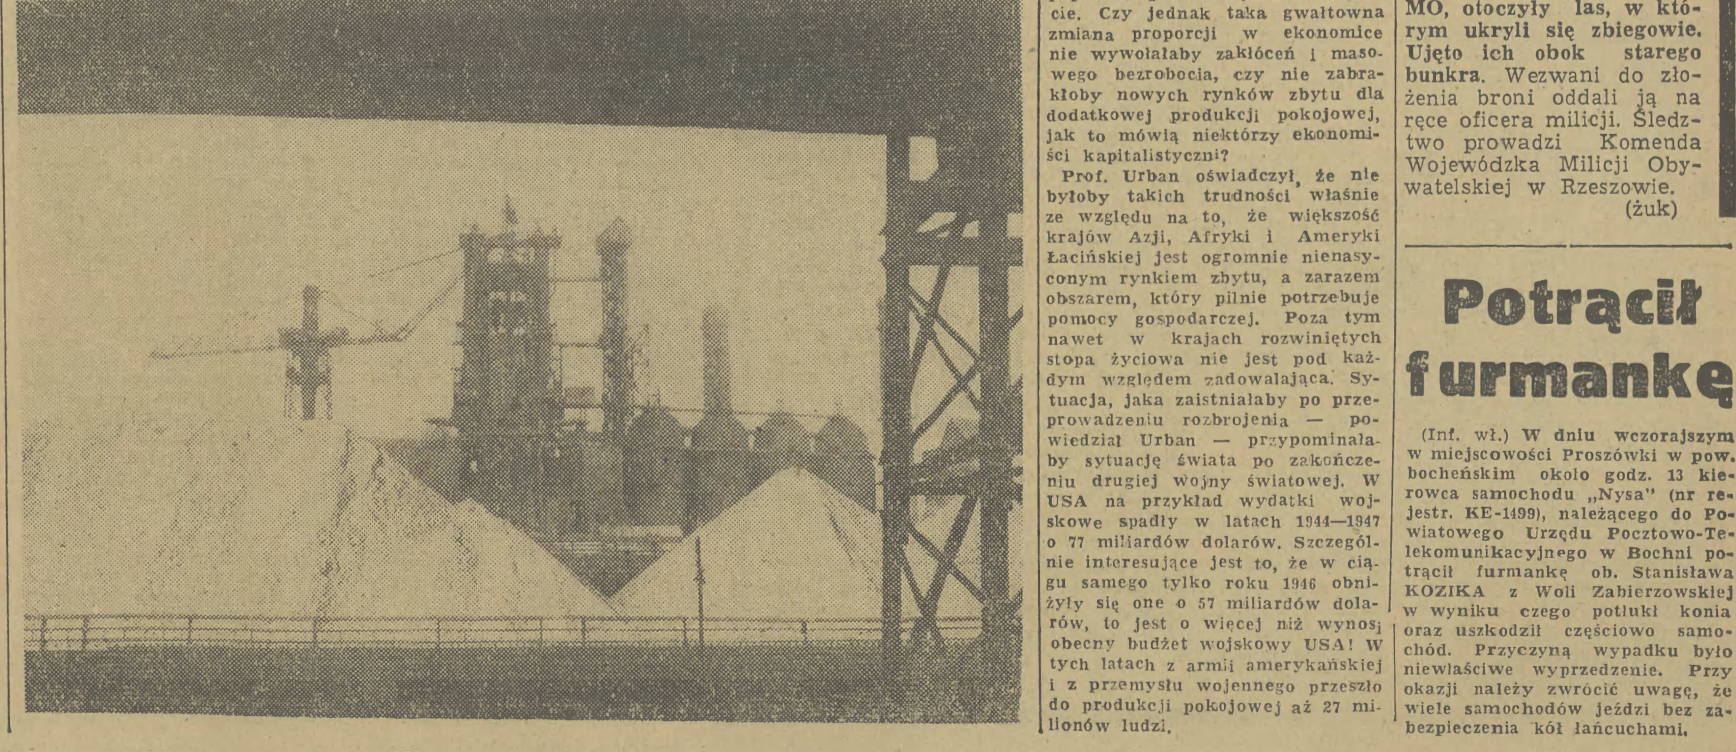 cie. Czy jednak taka gwałtowna
zmiana proporcji w ekonomice
nie wywołałaby zakłóceń i maso-
wego bezrobocia, czy nie zabra-
kłoby nowych rynków zbytu dla
dodatkowej produkcji pokojowej,
jak to mówią niektórzy ekonomi-
ści kapitalistyczni?
Prof. Urban oświadczył, że nie
byłoby takich trudności właśnie
ze względu na to, że większość
krajów Azji, Afryki i Ameryki
Łacińskiej jest ogromnie nienasy-
conym rynkiem zbytu, a zarazem
obszarem, który pilnie potrzebuje
pomocy gospodarczej. Poza tym
nawet w krajach rozwiniętych
stopa życiowa nie jest pod każ-
dym względem zadowalająca. Sy-
tuacja, jaka zaistniałaby po prze-
prowadzeniu rozbrojenia — po-
wiedział Urban — przypominała-
by sytuację świata po zakończe-
niu drugiej wojny światowej. W
USA na przykład wydatki woj-
skowe spadły w latach 1944—1947
o 77 miliardów dolarów. Szczegól-
nie interesujące jest to, że w cią-
gu samego tylko roku 1946 obni-
żyły się one o 57 miliardów dola-
rów, to jest o więcej niż wynosi
obecny budżet wojskowy USA! W
tych latach z armii amerykańskiej
i z przemysłu wojennego przeszło
do produkcji pokojowej aż 27 mi-
lionów ludzi.
MO, otoczyły las, w któ-
rym ukryli się zbiegowie.
Ujęto ich obok starego
bunkra. Wezwani do zło-
żenia broni oddali ją na
ręce oficera milicji. Śledz-
two prowadzi Komenda
Wojewódzka Milicji Oby-
watelskiej w Rzeszowie.
(żuk)
Potrącił
furmankę
(Inf. wł.) W dniu wczorajszym
w miejscowości Proszówki w pow.
bocheńskim około godz. 13 kie-
rowca samochodu „Nysa" (nr re-
jestr. KE-1499), należącego do Po-
wiatowego Urzędu Pocztowo-Te-
lekomunikacyjnego w Bochni po-
trącił furmankę ob. Stanisława
KOZIKA z Woli Zabierzowskiej
w wyniku czego potłukł konia
oraz uszkodził częściowo samo-
chód. Przyczyną wypadku było
niewłaściwe wyprzedzenie. Przy
okazji należy zwrócić uwagę, że
wiele samochodów jeździ bez za-
bezpieczenia kół łańcuchami.